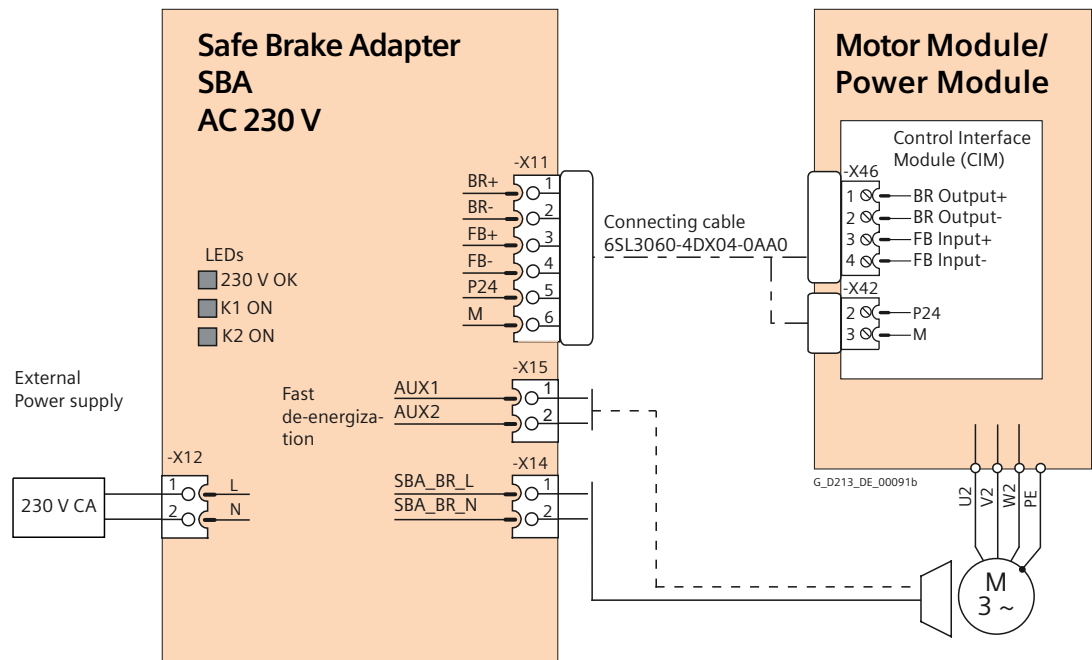 Safe Brake Adapter
SBA
AC 230 V
Motor Module/
Power Module
Control Interface
Module (CIM)
-X11
BR+
1
BR-
2
FB+
3
FB-
4
P24
5
M
6
Connecting cable
6SL3060-4DX04-0AA0
-X46
1
BR Output+
2
BR Output-
3
FB Input+
4
FB Input-
-X42
2
P24
3
M
LEDs
230 V OK
K1 ON
K2 ON
External
Power supply
Fast
de-energiza-
tion
-X15
AUX1
1
AUX2
2
-X12
1
L
2
N
230 V CA
-X14
SBA_BR_L
1
SBA_BR_N
2
G_D213_DE_00091b
U2
V2
W2
PE
M
3 ~